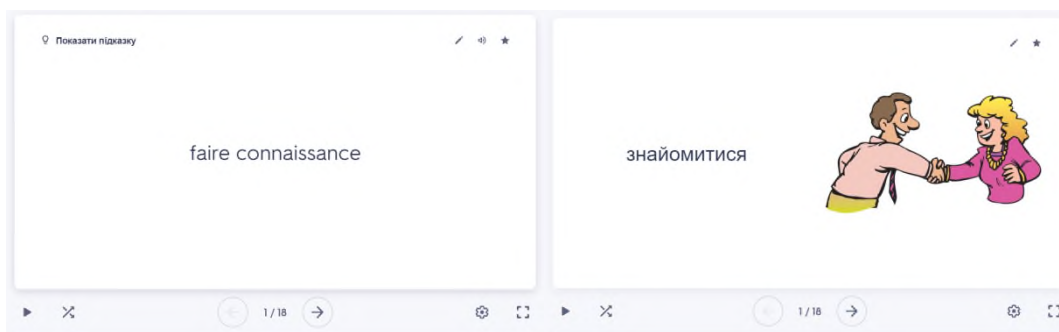 Показати підказку
faire connaissance
1 / 18
знайомитися
1 / 18